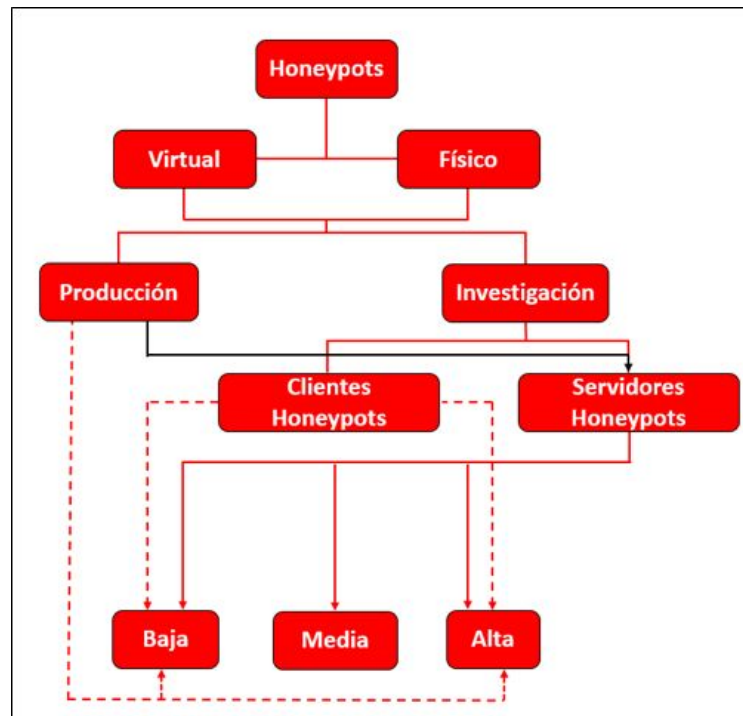 Honeypots
Virtual
Físico
Producción
Investigación
Clientes
Honeypots
Servidores
Honeypots
Baja
Media
Alta